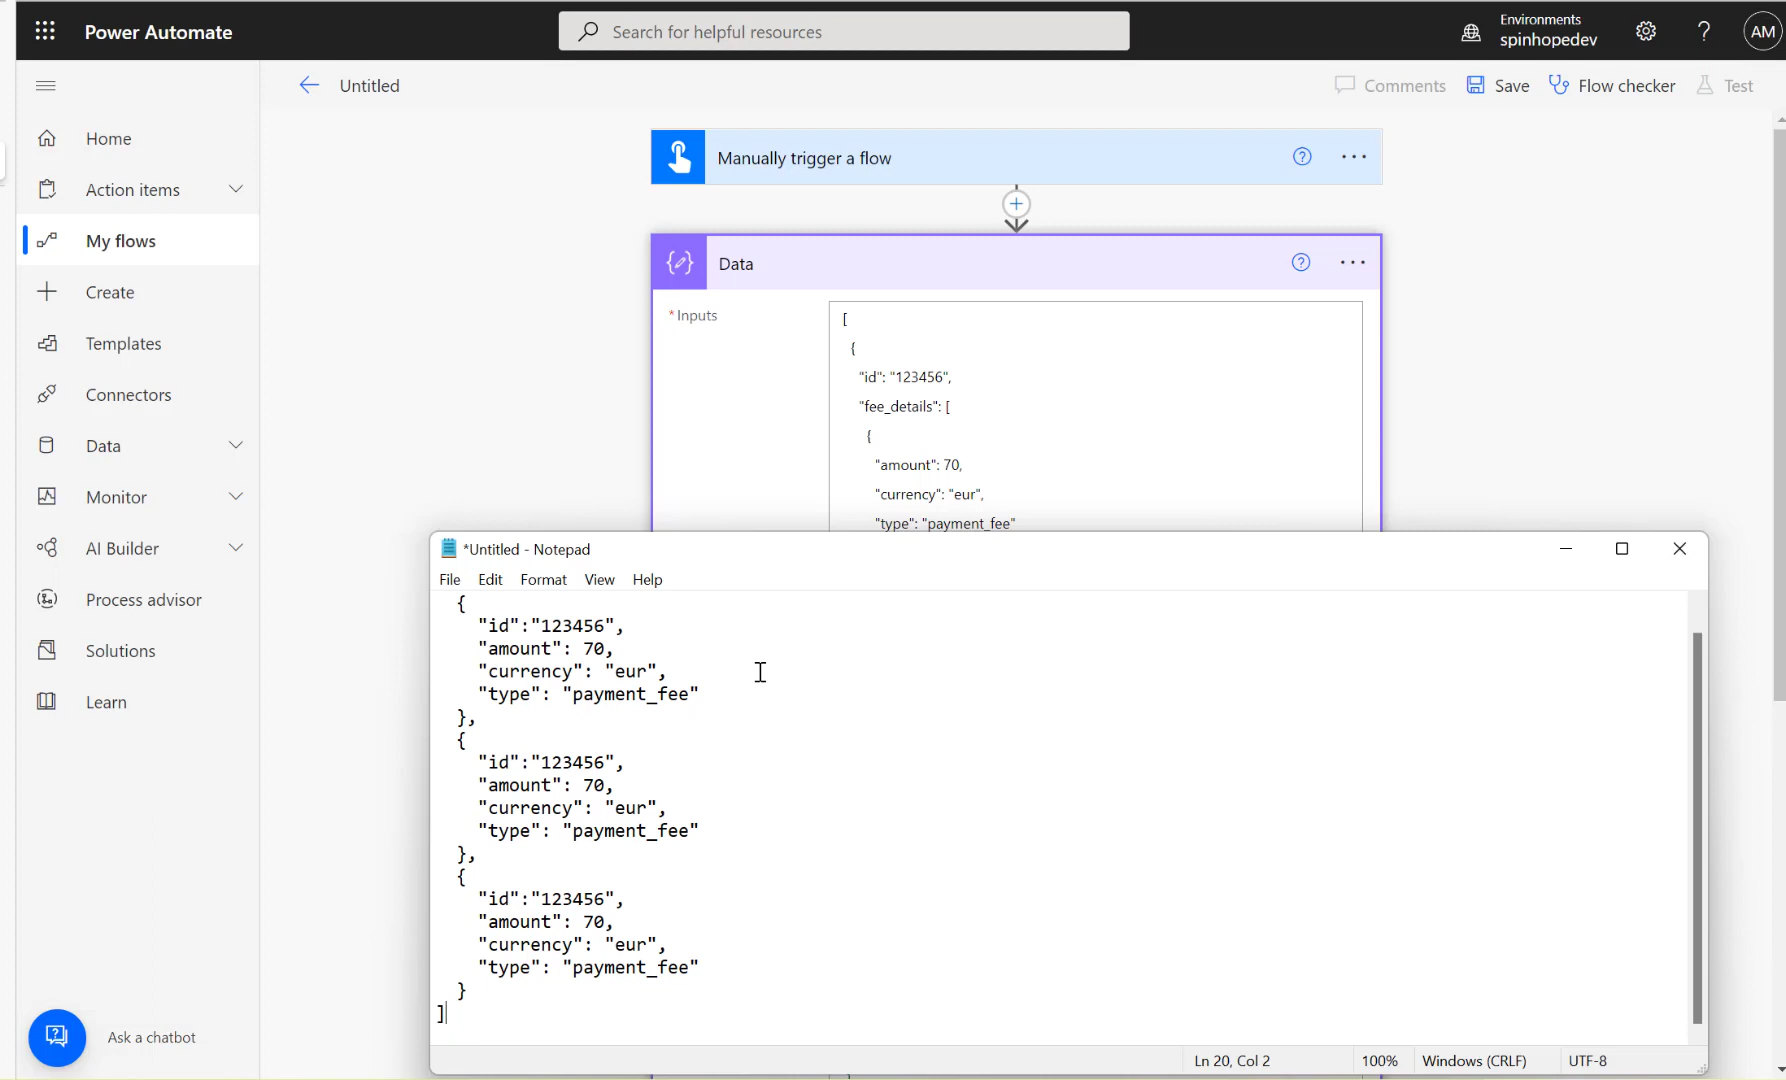 Power Automate
Search for helpful resources
Environments
spinhopedev
?
AM
Untitled
Comments
Save
Flow checker
Test
Home
Action items
My flows
Create
Templates
Connectors
Data
Monitor
AI Builder
Process advisor
Solutions
Learn
Ask a chatbot
Manually trigger a flow
?
...
Data
?
...
* Inputs
[
{
"id": "123456",
"fee_details": [
{
"amount": 70,
"currency": "eur",
"type": "payment_fee"
*Untitled - Notepad
File Edit Format View Help
{
"id":"123456",
"amount": 70,
"currency": "eur",
"type": "payment_fee"
},
{
"id":"123456",
"amount": 70,
"currency": "eur",
"type": "payment_fee"
},
{
"id":"123456",
"amount": 70,
"currency": "eur",
"type": "payment_fee"
}
]
Ln 20, Col 2 100% Windows (CRLF) UTF-8